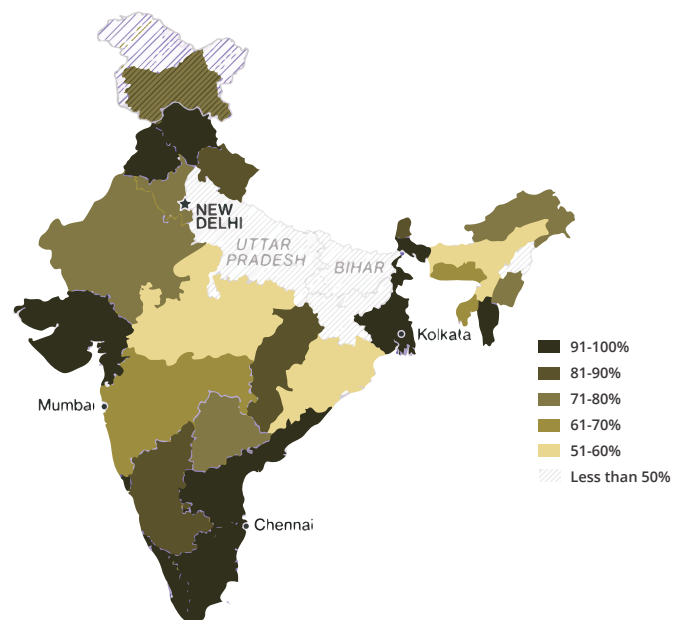 NEW
DELHI
UTTAR
PRADESH
BIHAR
Kolkata
Mumbai
Chennai
91-100%
81-90%
71-80%
61-70%
51-60%
Less than 50%